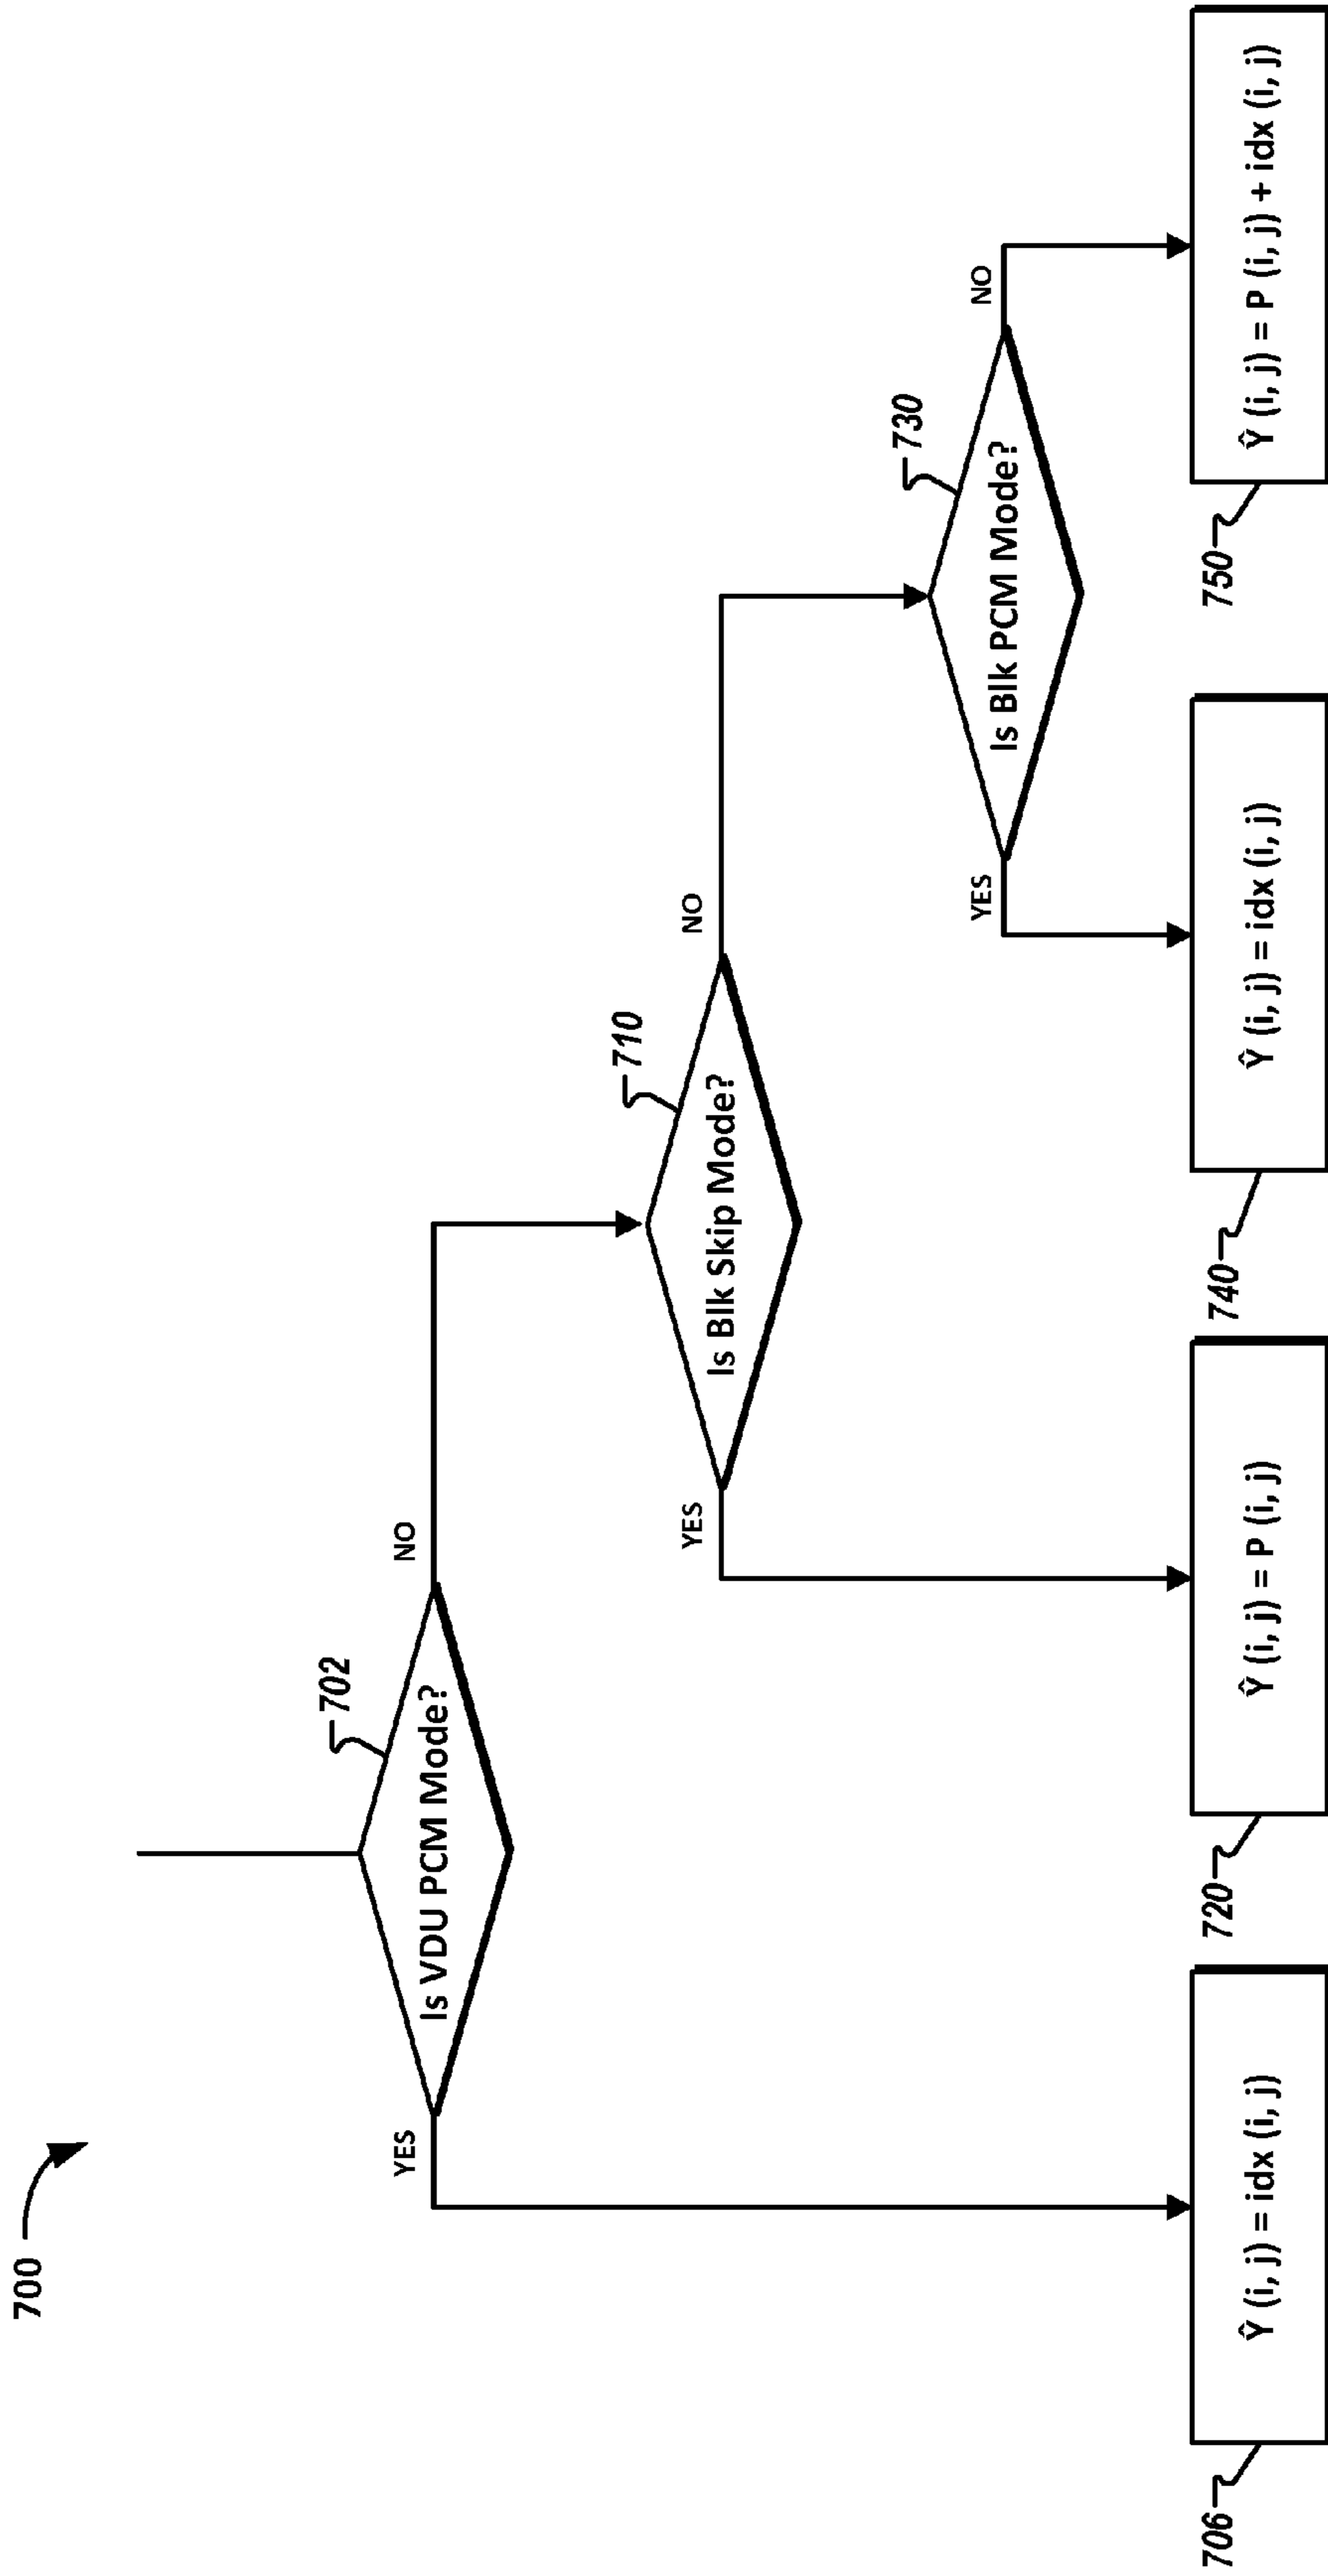 700
702
Is VDU PCM Mode?
YES
NO
710
Is Blk Skip Mode?
YES
NO
730
Is Blk PCM Mode?
YES
NO
706
Ŷ (i, j) = idx (i, j)
720
Ŷ (i, j) = P (i, j)
740
Ŷ (i, j) = idx (i, j)
750
Ŷ (i, j) = P (i, j) + idx (i, j)